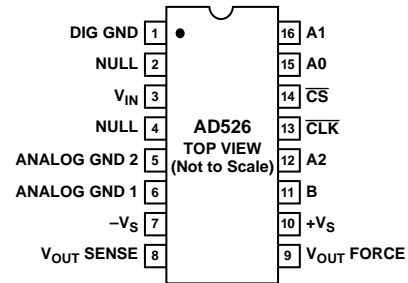 DIG GND 1 16 A1
NULL 2 15 A0
VIN 3 14 CS
NULL 4 13 CLK
AD526
ANALOG GND 2 5 TOP VIEW 12 A2
(Not to Scale)
ANALOG GND 1 6 11 B
–VS 7 10 +VS
VOUT SENSE 8 9 VOUT FORCE